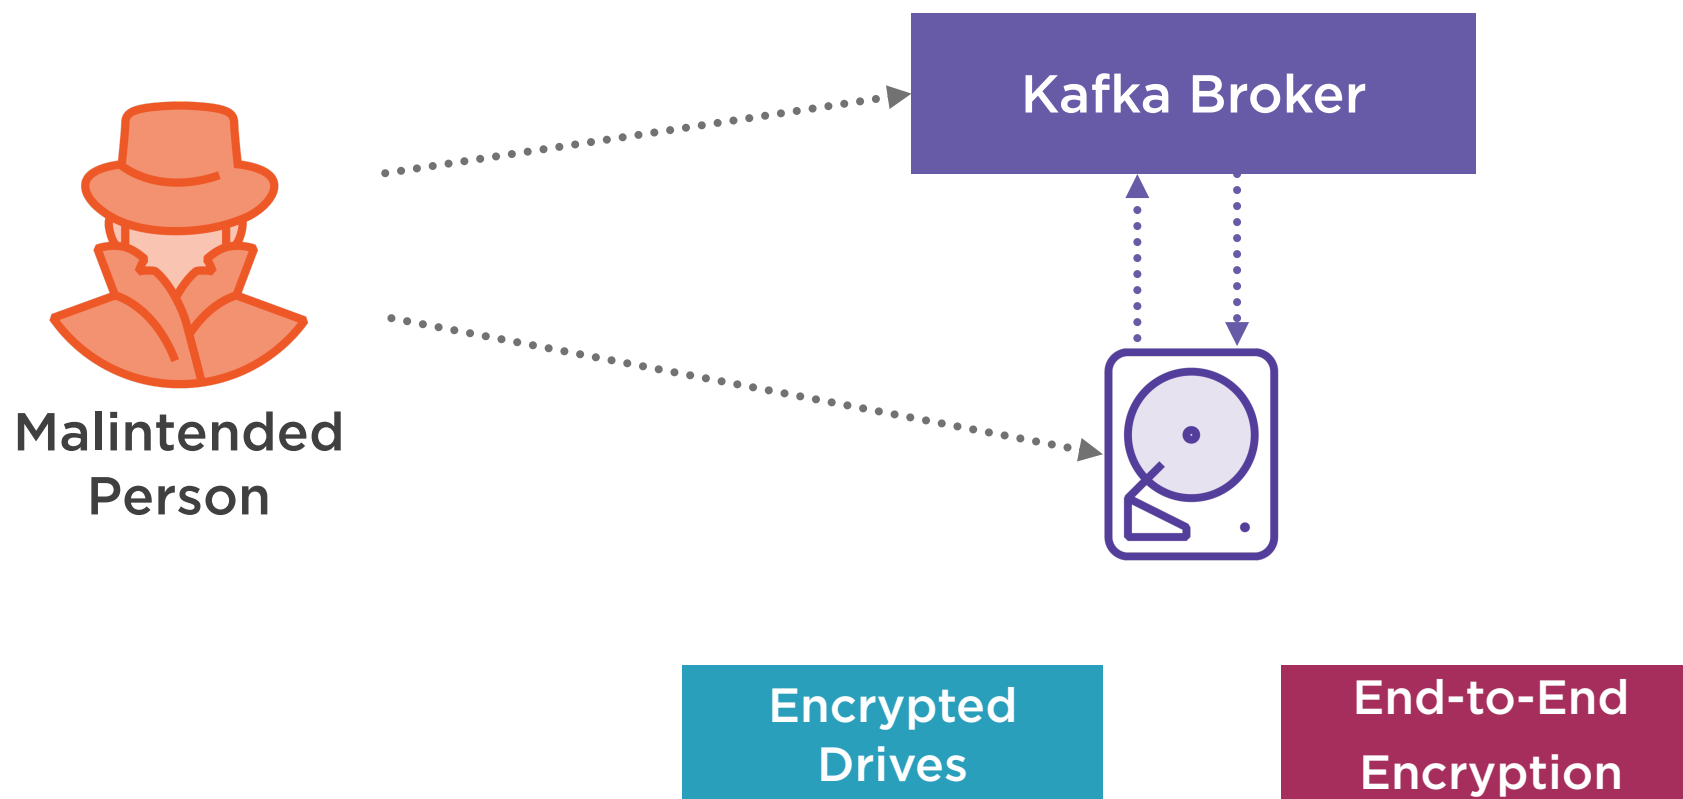 Kafka Broker
Malintended
Person
Encrypted
Drives
End-to-End
Encryption